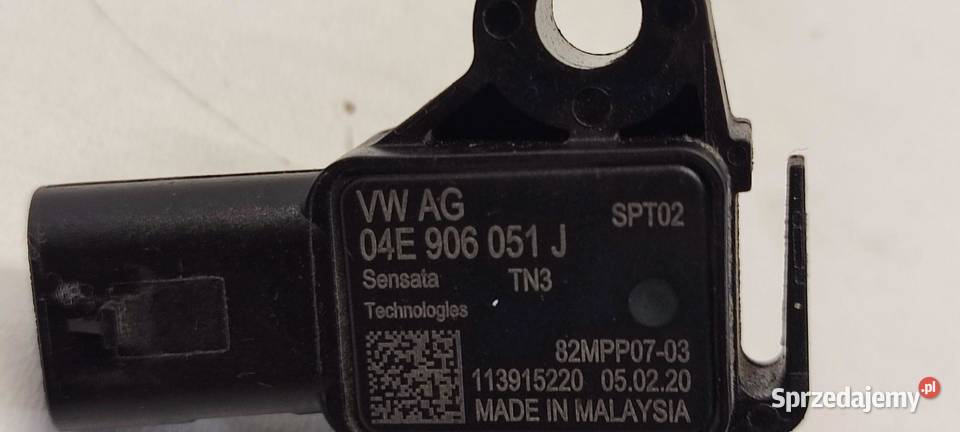 VW AG
SPT02
04E 906 051 J
Sensata TN3
Technologies
82MPP07-03
113915220 05.02.20
MADE IN MALAYSIA
Sprzedajemy.pl